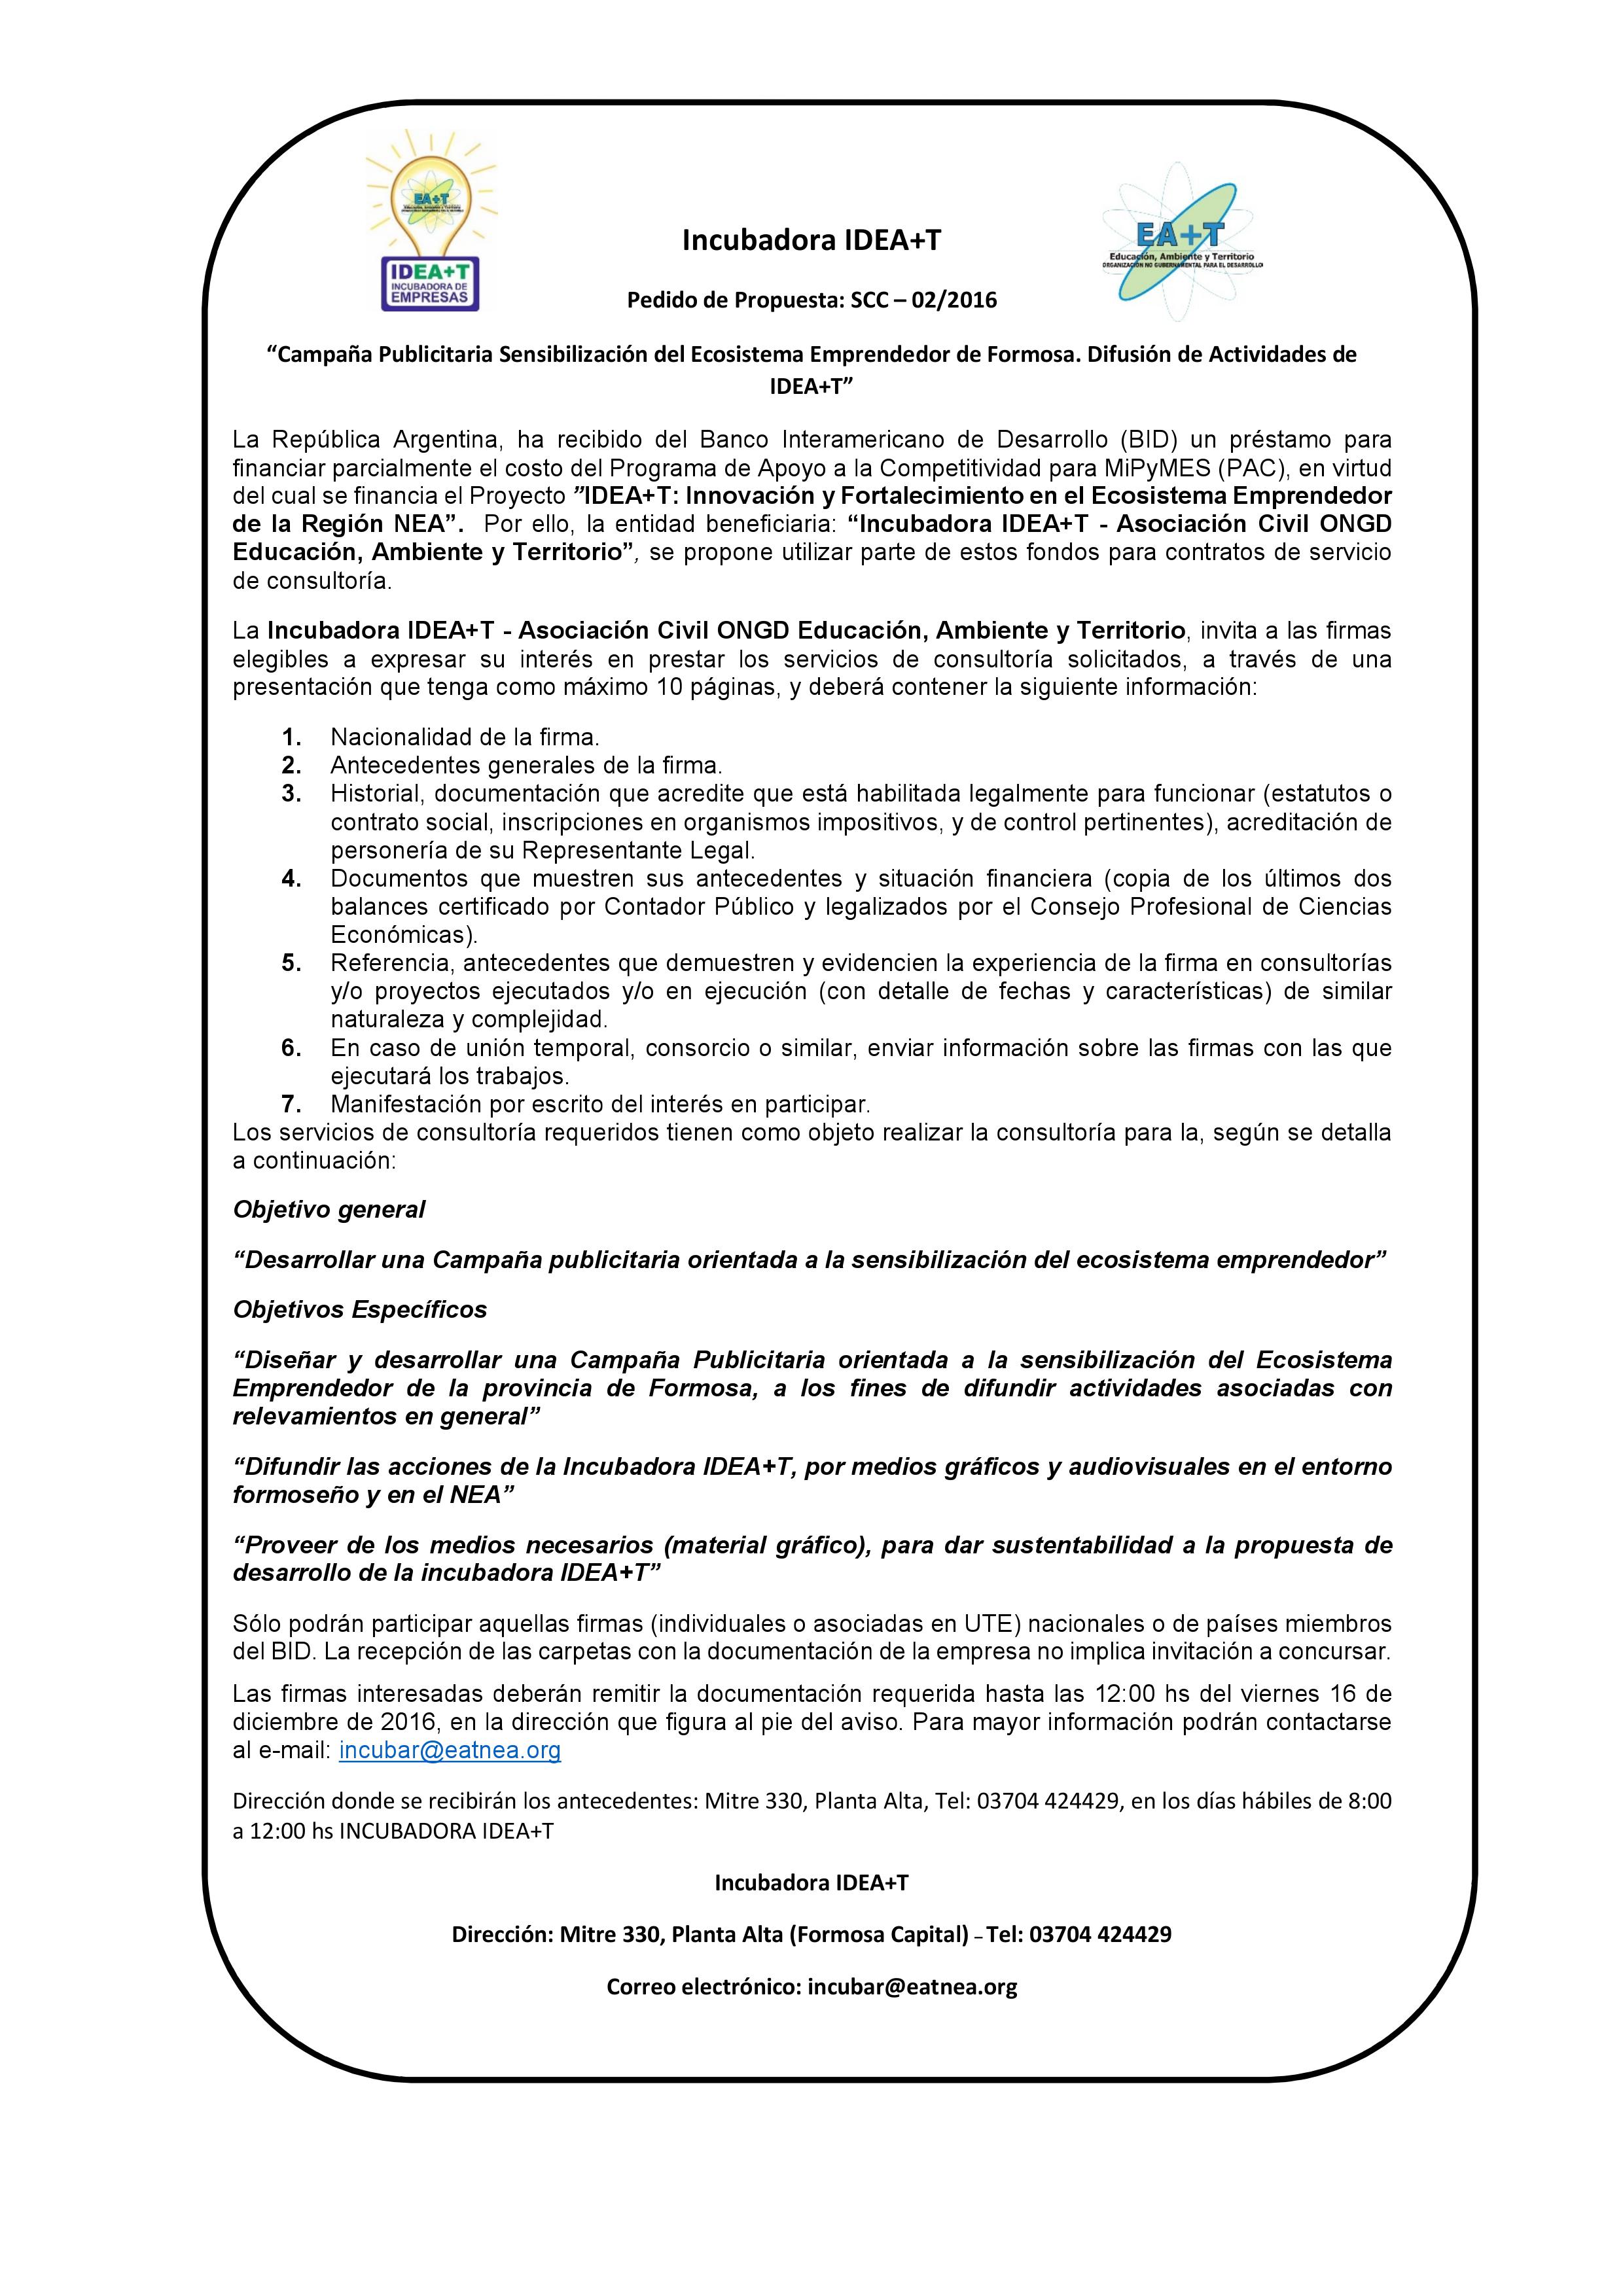 EA+T
IDEA+T
INCUBADORA DE
EMPRESAS
EA+T
Educación, Ambiente y Territorio
ORGANIZACIÓN NO GUBERNAMENTAL PARA EL DESARROLLO
Incubadora IDEA+T
Pedido de Propuesta: SCC – 02/2016
“Campaña Publicitaria Sensibilización del Ecosistema Emprendedor de Formosa. Difusión de Actividades de
IDEA+T”
La República Argentina, ha recibido del Banco Interamericano de Desarrollo (BID) un préstamo para
financiar parcialmente el costo del Programa de Apoyo a la Competitividad para MiPyMES (PAC), en virtud
del cual se financia el Proyecto ”IDEA+T: Innovación y Fortalecimiento en el Ecosistema Emprendedor
de la Región NEA”. Por ello, la entidad beneficiaria: “Incubadora IDEA+T - Asociación Civil ONGD
Educación, Ambiente y Territorio”, se propone utilizar parte de estos fondos para contratos de servicio
de consultoría.
La Incubadora IDEA+T - Asociación Civil ONGD Educación, Ambiente y Territorio, invita a las firmas
elegibles a expresar su interés en prestar los servicios de consultoría solicitados, a través de una
presentación que tenga como máximo 10 páginas, y deberá contener la siguiente información:
1. Nacionalidad de la firma.
2. Antecedentes generales de la firma.
3. Historial, documentación que acredite que está habilitada legalmente para funcionar (estatutos o
contrato social, inscripciones en organismos impositivos, y de control pertinentes), acreditación de
personería de su Representante Legal.
4. Documentos que muestren sus antecedentes y situación financiera (copia de los últimos dos
balances certificado por Contador Público y legalizados por el Consejo Profesional de Ciencias
Económicas).
5. Referencia, antecedentes que demuestren y evidencien la experiencia de la firma en consultorías
y/o proyectos ejecutados y/o en ejecución (con detalle de fechas y características) de similar
naturaleza y complejidad.
6. En caso de unión temporal, consorcio o similar, enviar información sobre las firmas con las que
ejecutará los trabajos.
7. Manifestación por escrito del interés en participar.
Los servicios de consultoría requeridos tienen como objeto realizar la consultoría para la, según se detalla
a continuación:
Objetivo general
“Desarrollar una Campaña publicitaria orientada a la sensibilización del ecosistema emprendedor”
Objetivos Específicos
“Diseñar y desarrollar una Campaña Publicitaria orientada a la sensibilización del Ecosistema
Emprendedor de la provincia de Formosa, a los fines de difundir actividades asociadas con
relevamientos en general”
“Difundir las acciones de la Incubadora IDEA+T, por medios gráficos y audiovisuales en el entorno
formoseño y en el NEA”
“Proveer de los medios necesarios (material gráfico), para dar sustentabilidad a la propuesta de
desarrollo de la incubadora IDEA+T”
Sólo podrán participar aquellas firmas (individuales o asociadas en UTE) nacionales o de países miembros
del BID. La recepción de las carpetas con la documentación de la empresa no implica invitación a concursar.
Las firmas interesadas deberán remitir la documentación requerida hasta las 12:00 hs del viernes 16 de
diciembre de 2016, en la dirección que figura al pie del aviso. Para mayor información podrán contactarse
al e-mail: incubar@eatnea.org
Dirección donde se recibirán los antecedentes: Mitre 330, Planta Alta, Tel: 03704 424429, en los días hábiles de 8:00
a 12:00 hs INCUBADORA IDEA+T
Incubadora IDEA+T
Dirección: Mitre 330, Planta Alta (Formosa Capital) – Tel: 03704 424429
Correo electrónico: incubar@eatnea.org